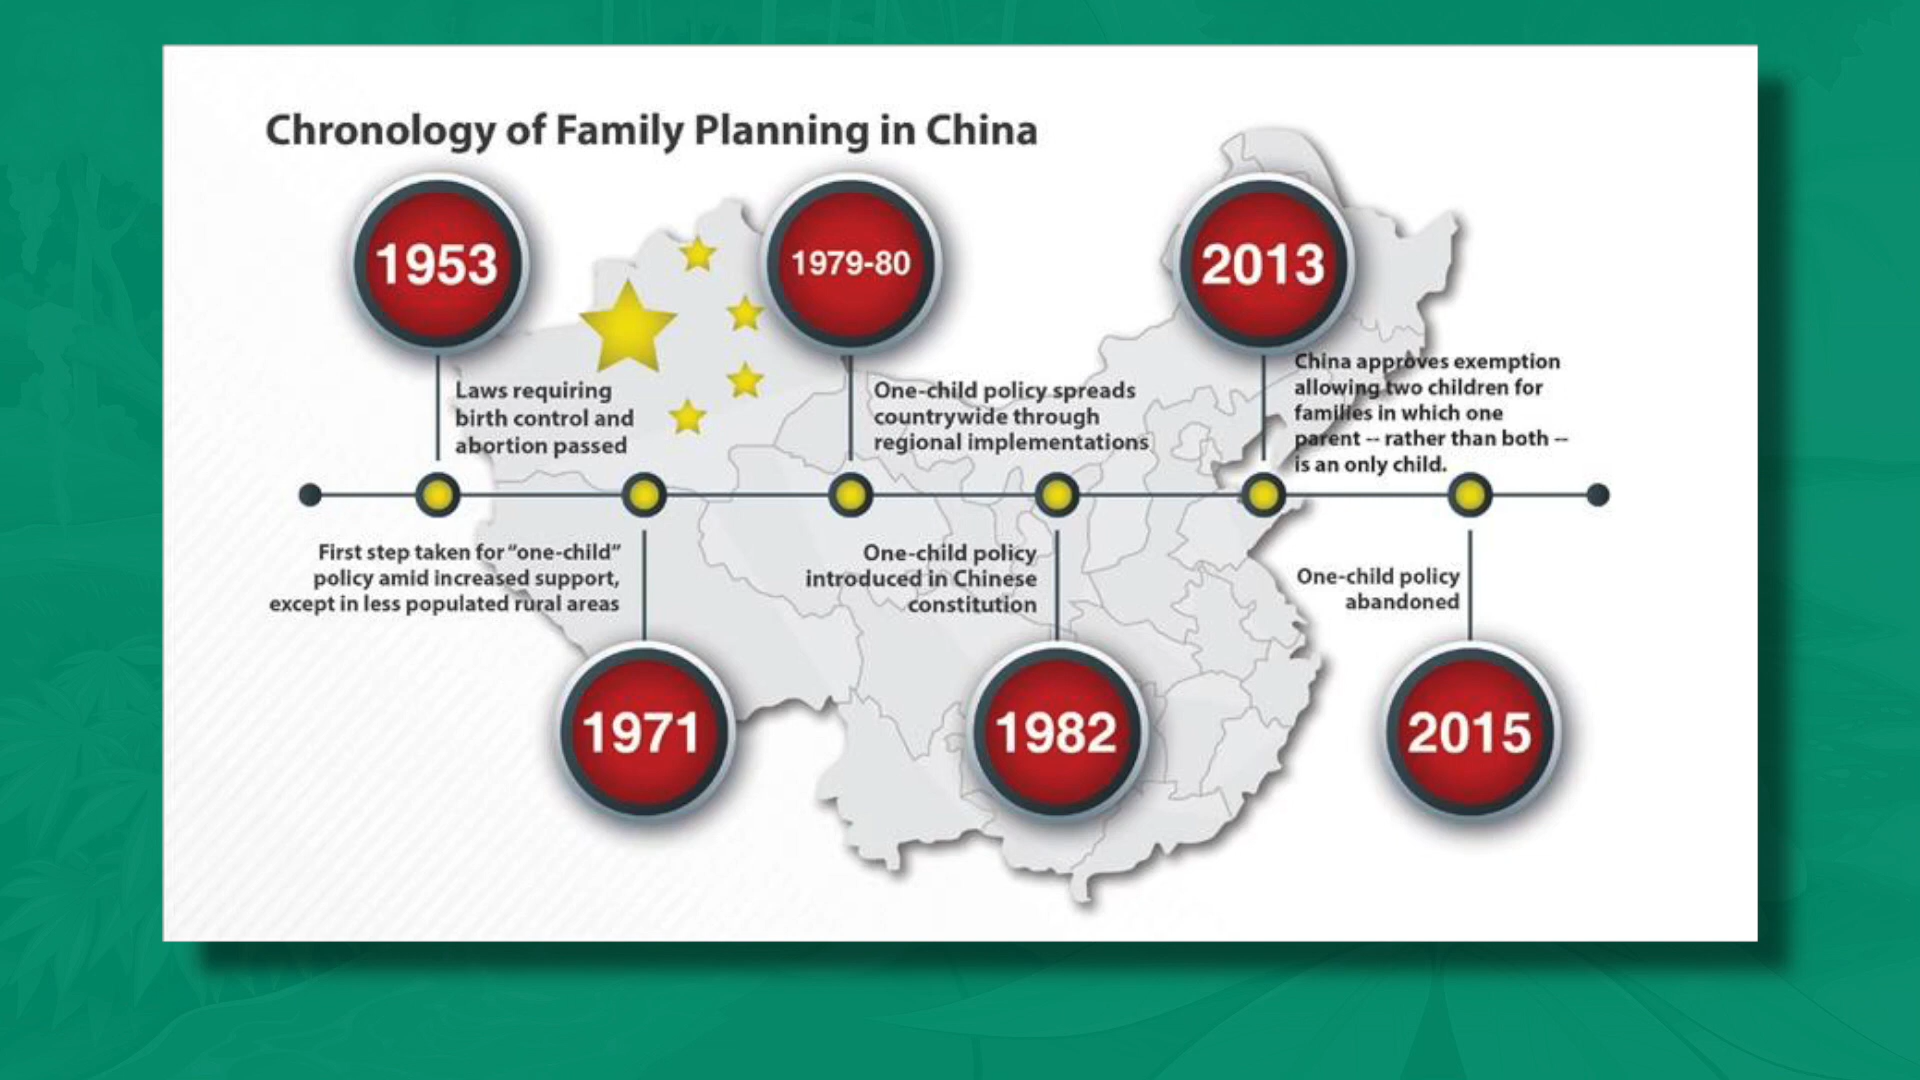 Chronology of Family Planning in China
1953
1979-80
2013
Laws requiring
birth control and
abortion passed
One-child policy spreads
countrywide through
regional implementations
China approves exemption
allowing two children for
families in which one
parent -- rather than both --
is an only child.
First step taken for “one-child”
policy amid increased support,
except in less populated rural areas
One-child policy
introduced in Chinese
constitution
One-child policy
abandoned
1971
1982
2015